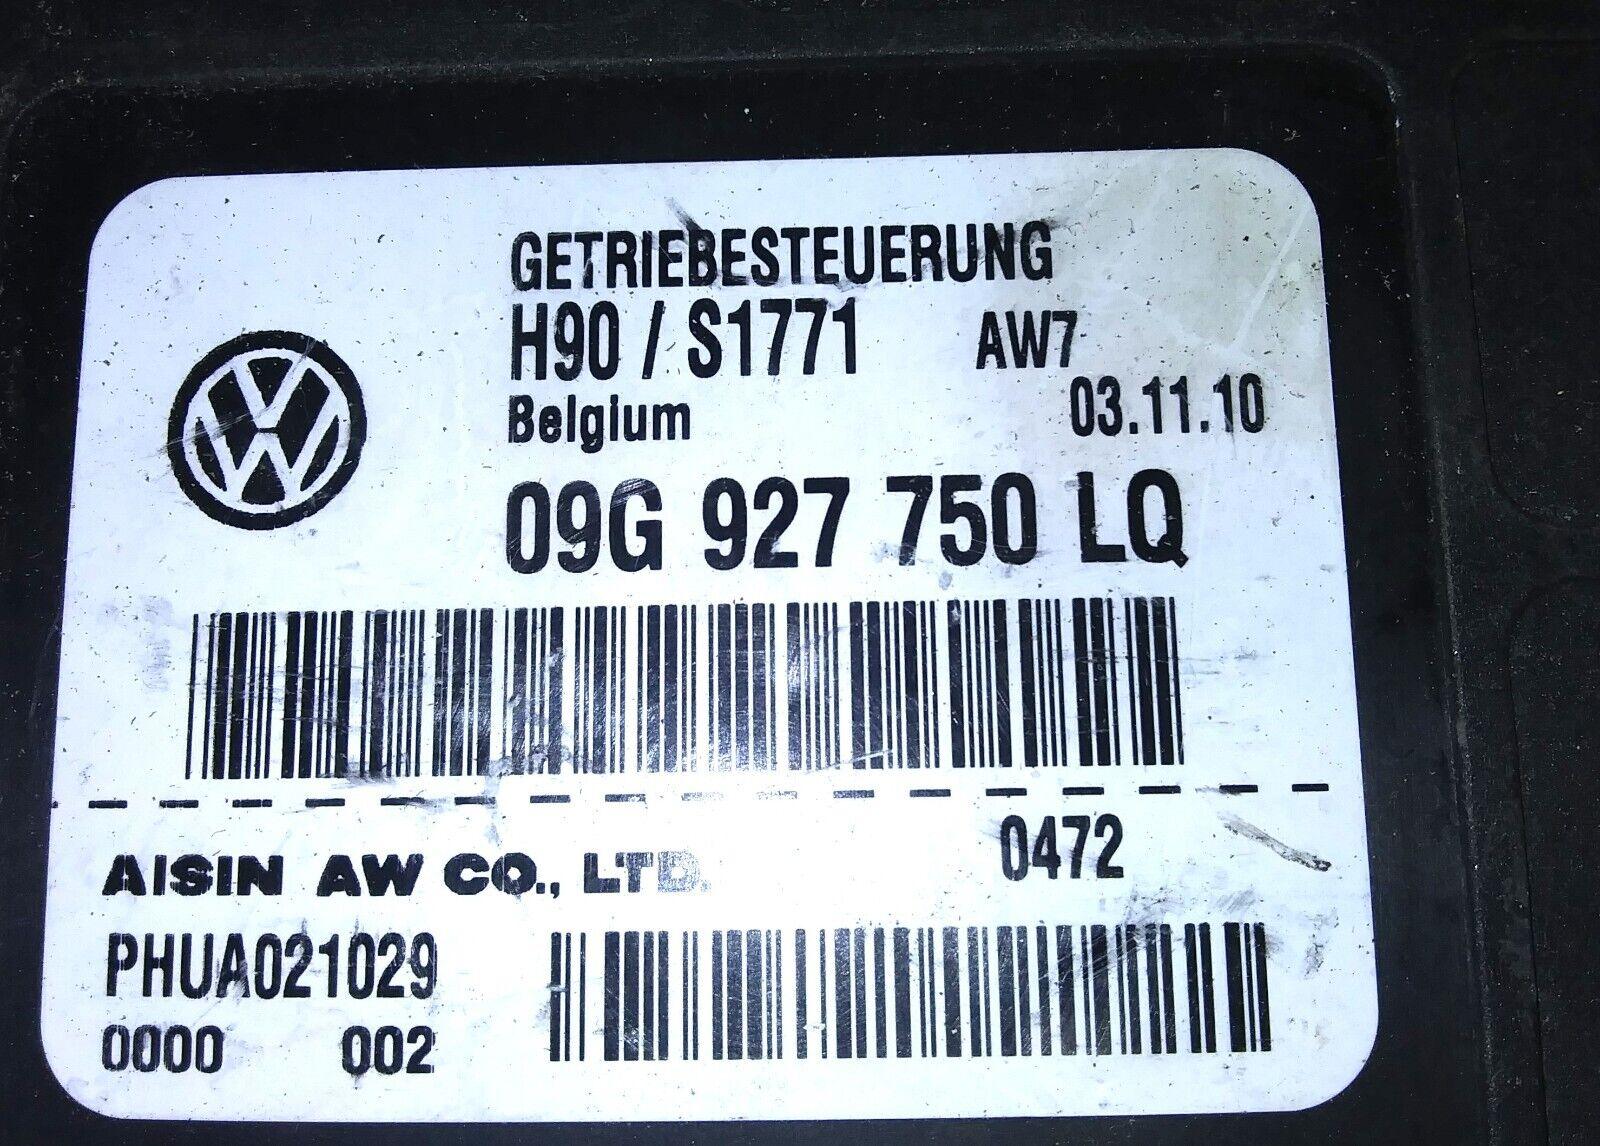 GETRIEBESTEUERUNG
H90 / S1771 AW7
Belgium 03.11.10
09G 927 750 LQ
AISIN AW CO., LTD. 0472
PHUA021029
0000 002